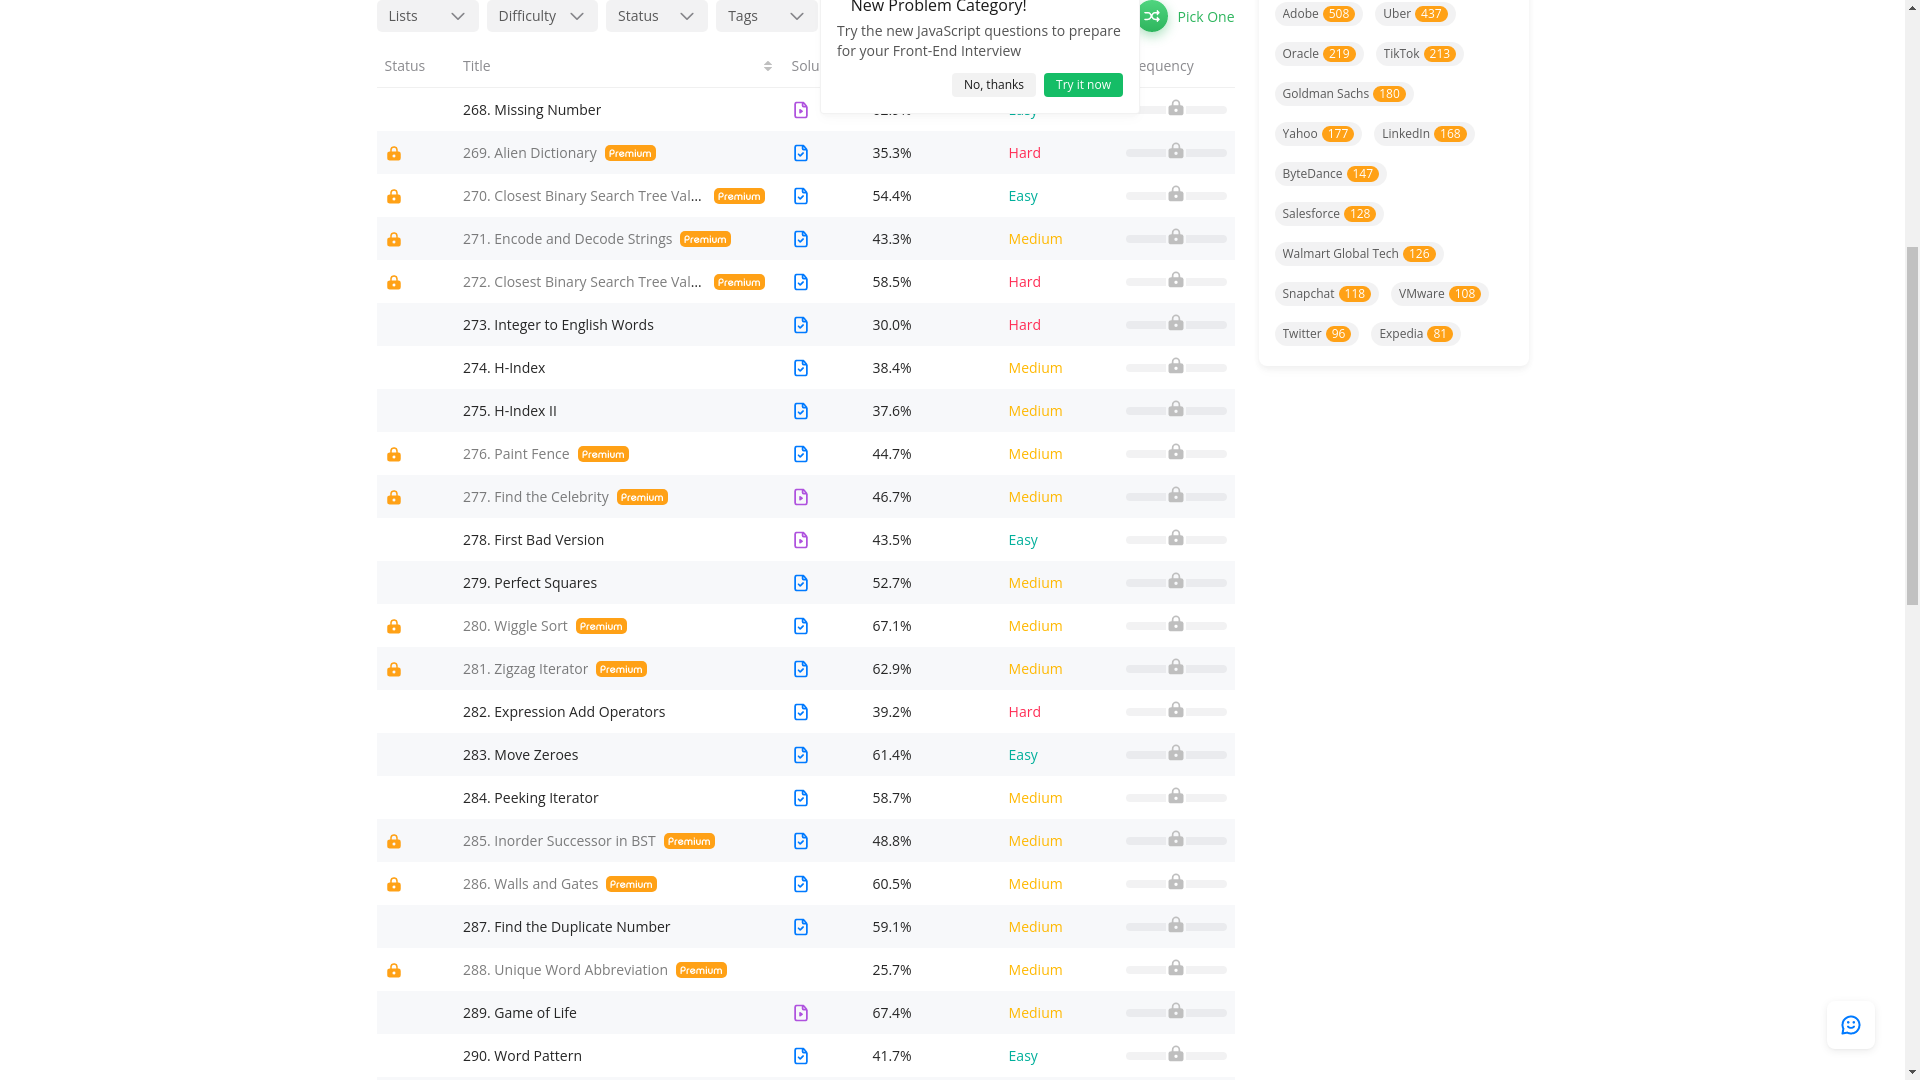 Lists Difficulty Status Tags
New Problem Category!
Try the new JavaScript questions to prepare
for your Front-End Interview
No, thanks Try it now
Pick One
Status Title Solu equency
268. Missing Number Easy
269. Alien Dictionary Premium 35.3% Hard
270. Closest Binary Search Tree Val... Premium 54.4% Easy
271. Encode and Decode Strings Premium 43.3% Medium
272. Closest Binary Search Tree Val... Premium 58.5% Hard
273. Integer to English Words 30.0% Hard
274. H-Index 38.4% Medium
275. H-Index II 37.6% Medium
276. Paint Fence Premium 44.7% Medium
277. Find the Celebrity Premium 46.7% Medium
278. First Bad Version 43.5% Easy
279. Perfect Squares 52.7% Medium
280. Wiggle Sort Premium 67.1% Medium
281. Zigzag Iterator Premium 62.9% Medium
282. Expression Add Operators 39.2% Hard
283. Move Zeroes 61.4% Easy
284. Peeking Iterator 58.7% Medium
285. Inorder Successor in BST Premium 48.8% Medium
286. Walls and Gates Premium 60.5% Medium
287. Find the Duplicate Number 59.1% Medium
288. Unique Word Abbreviation Premium 25.7% Medium
289. Game of Life 67.4% Medium
290. Word Pattern 41.7% Easy
Adobe 508 Uber 437
Oracle 219 TikTok 213
Goldman Sachs 180
Yahoo 177 LinkedIn 168
ByteDance 147
Salesforce 128
Walmart Global Tech 126
Snapchat 118 VMware 108
Twitter 96 Expedia 81